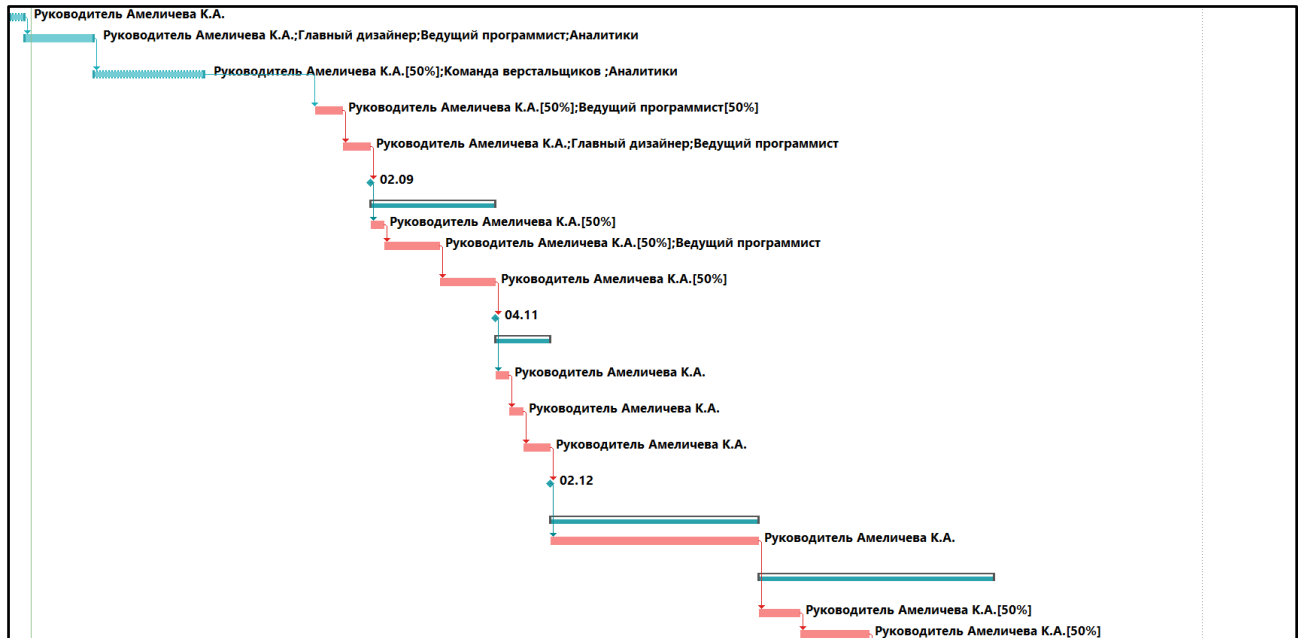 Руководитель Амеличева К.А.
Руководитель Амеличева К.А.;Главный дизайнер;Ведущий программист;Аналитики
Руководитель Амеличева К.А.[50%];Команда верстальщиков ;Аналитики
Руководитель Амеличева К.А.[50%];Ведущий программист[50%]
Руководитель Амеличева К.А.;Главный дизайнер;Ведущий программист
02.09
Руководитель Амеличева К.А.[50%]
Руководитель Амеличева К.А.[50%];Ведущий программист
Руководитель Амеличева К.А.[50%]
04.11
Руководитель Амеличева К.А.
Руководитель Амеличева К.А.
Руководитель Амеличева К.А.
02.12
Руководитель Амеличева К.А.
Руководитель Амеличева К.А.[50%]
Руководитель Амеличева К.А.[50%]